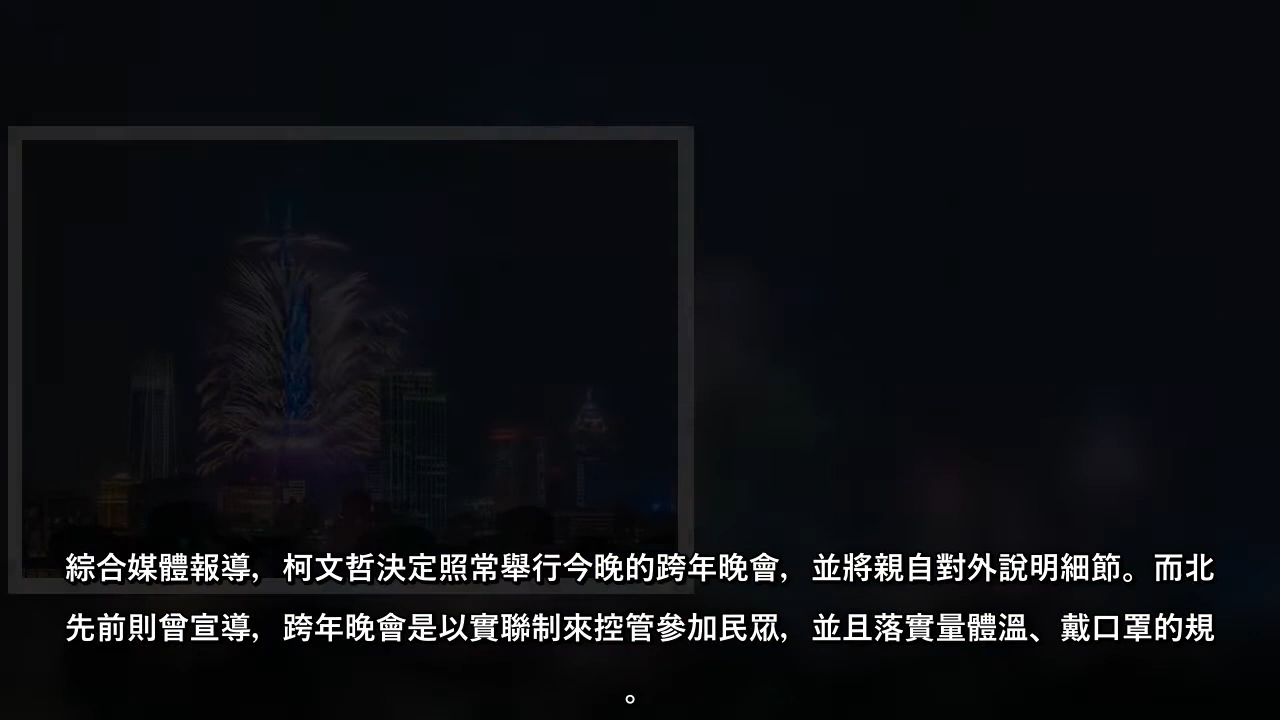 綜合媒體報導，柯文哲決定照常舉行今晚的跨年晚會，並將親自對外說明細節。而北
先前則曾宣導，跨年晚會是以實聯制來控管參加民眾，並且落實量體溫、戴口罩的規
。